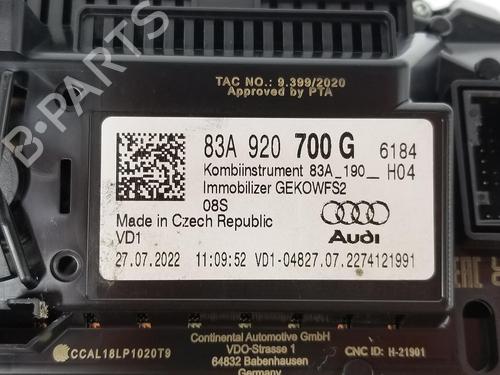 B-PARTS
TAC NO.: 9.399/2020
Approved by PTA
83A 920 700 G 6184
Kombiinstrument 83A_190__ H04
Immobilizer GEKOWFS2
08S
Made in Czech Republic
VD1
Audi
27.07.2022 11:09:52 VD1-04827.07.2274121991
Continental Automotive GmbH
VDO-Strasse 1
64832 Babenhausen
Germany
CCAL18LP1020T9
CNC ID: H-21901
EAC